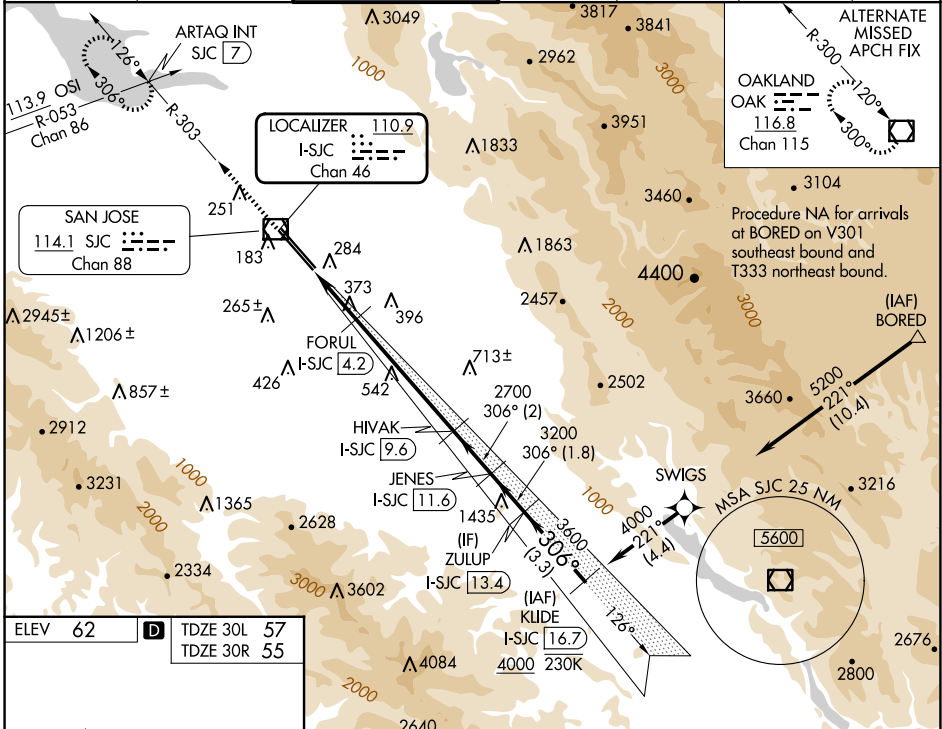 3049
3817
3841
2962
1000
3000
3951
1833
3460
3104
ARTAQ INT
SJC 7
126°
306°
113.9 OSI
R-053
Chan 86
R-303
LOCALIZER 110.9
I-SJC
Chan 46
ALTERNATE
MISSED
APCH FIX
R-300
120°
300°
OAKLAND
OAK
116.8
Chan 115
Procedure NA for arrivals
at BORED on V301
southeast bound and
T333 northeast bound.
251
SAN JOSE
114.1 SJC
Chan 88
183
284
1863
4400
2457
2000
3000
(IAF)
BORED
373
396
265±
2945±
1206±
FORUL
I-SJC 4.2
426
542
713±
857±
2502
3660
5200
221°
(10.4)
2912
2700
306° (2)
HIVAK
I-SJC 9.6
3200
306° (1.8)
JENES
I-SJC 11.6
1000
SWIGS
MSA SJC 25 NM
5600
3216
3231
1000
2000
1365
2628
1435
(IF)
ZULUP
I-SJC 13.4
306°
3600
(3.3)
4000
221°
(4.4)
2334
3000
3602
(IAF)
KLIDE
I-SJC 16.7
4000 230K
126°
2676
2800
4084
2000
2640
ELEV 62
D
TDZE 30L 57
TDZE 30R 55